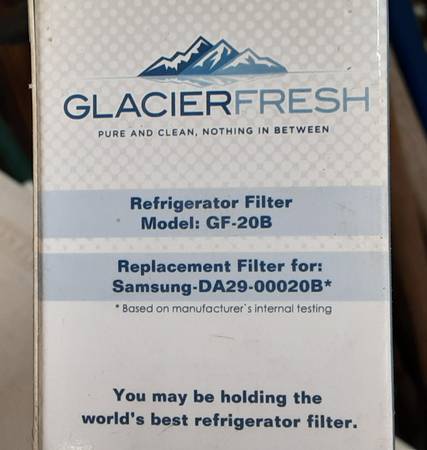 GLACIERFRESH
PURE AND CLEAN, NOTHING IN BETWEEN
Refrigerator Filter
Model: GF-20B
Replacement Filter for:
Samsung-DA29-00020B*
* Based on manufacturer`s internal testing
You may be holding the
world's best refrigerator filter.